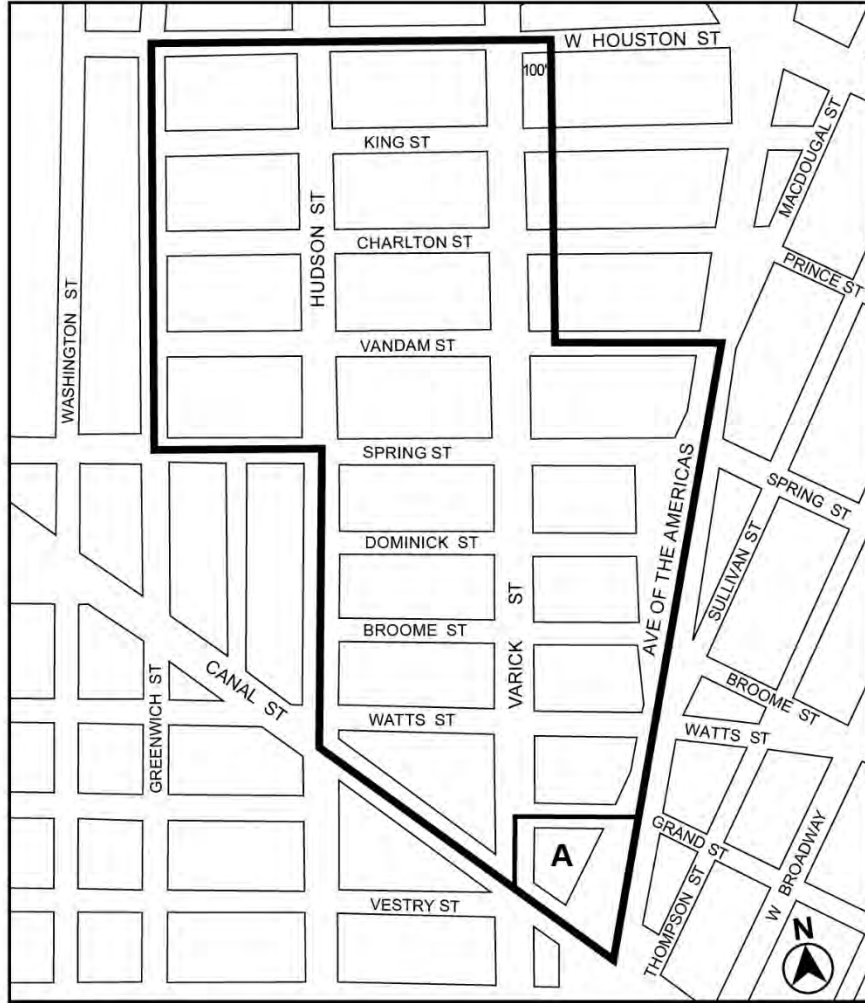 W HOUSTON ST
100'
MACDOUGAL ST
KING ST
HUDSON ST
CHARLTON ST
PRINCE ST
WASHINGTON ST
VANDAM ST
SPRING ST
AVE OF THE AMERICAS
SPRING ST
DOMINICK ST
SULLIVAN ST
VARICK ST
BROOME ST
CANAL ST
GREENWICH ST
BROOME ST
WATTS ST
WATTS ST
GRAND ST
A
W BROADWAY
THOMPSON ST
VESTRY ST
N